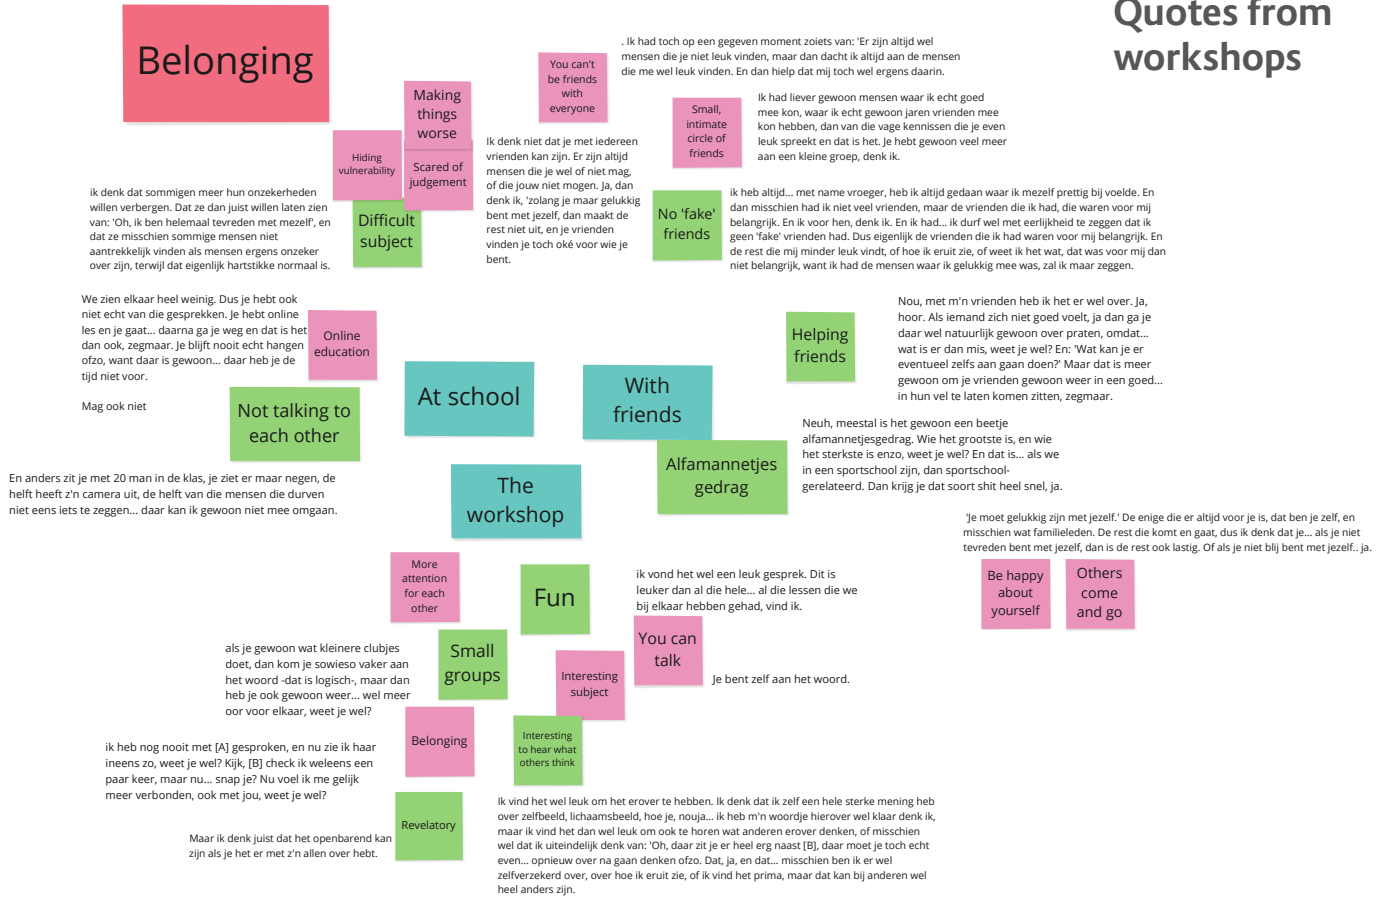 Quotes from
workshops
Belonging
Making
things
worse
Hiding
vulnerability
Scared of
judgement
Difficult
subject
ik denk dat sommigen meer hun onzekerheden
willen verbergen. Dat ze dan juist willen laten zien
van: 'Oh, ik ben helemaal tevreden met mezelf', en
dat ze misschien sommige mensen niet
aantrekkelijk vinden als mensen ergens onzeker
over zijn, terwijl dat eigenlijk hartstikke normaal is.
You can't
be friends
with
everyone
. Ik had toch op een gegeven moment zoiets van: 'Er zijn altijd wel
mensen die je niet leuk vinden, maar dan dacht ik altijd aan de mensen
die me wel leuk vinden. En dan hielp dat mij toch wel ergens daarin.
Ik denk niet dat je met iedereen
vrienden kan zijn. Er zijn altijd
mensen die je wel of niet mag,
of die jouw niet mogen. Ja, dan
denk ik, 'zolang je maar gelukkig
bent met jezelf, dan maakt de
rest niet uit, en je vrienden
vinden je toch oké voor wie je
bent.
Small,
intimate
circle of
friends
Ik had liever gewoon mensen waar ik echt goed
mee kon, waar ik echt gewoon jaren vrienden mee
kon hebben, dan van die vage kennissen die je even
leuk spreekt en dat is het. Je hebt gewoon veel meer
aan een kleine groep, denk ik.
No 'fake'
friends
ik heb altijd... met name vroeger, heb ik altijd gedaan waar ik mezelf prettig bij voelde. En
dan misschien had ik niet veel vrienden, maar de vrienden die ik had, die waren voor mij
belangrijk. En ik voor hen, denk ik. En ik had... ik durf wel met eerlijkheid te zeggen dat ik
geen 'fake' vrienden had. Dus eigenlijk de vrienden die ik had waren voor mij belangrijk. En
de rest die mij minder leuk vindt, of hoe ik eruit zie, of weet ik het wat, dat was voor mij dan
niet belangrijk, want ik had de mensen waar ik gelukkig mee was, zal ik maar zeggen.
We zien elkaar heel weinig. Dus je hebt ook
niet echt van die gesprekken. Je hebt online
les en je gaat... daarna ga je weg en dat is het
dan ook, zegmaar. Je blijft nooit echt hangen
ofzo, want daar is gewoon... daar heb je de
tijd niet voor.
Mag ook niet
Online
education
Not talking to
each other
En anders zit je met 20 man in de klas, je ziet er maar negen, de
helft heeft z'n camera uit, de helft van die mensen die durven
niet eens iets te zeggen... daar kan ik gewoon niet mee omgaan.
At school
With
friends
The
workshop
Helping
friends
Nou, met m'n vrienden heb ik het er wel over. Ja,
hoor. Als iemand zich niet goed voelt, ja dan ga je
daar wel natuurlijk gewoon over praten, omdat...
wat is er dan mis, weet je wel? En: 'Wat kan je er
eventueel zelfs aan gaan doen?' Maar dat is meer
gewoon om je vrienden gewoon weer in een goed...
in hun vel te laten komen zitten, zegmaar.
Alfamannetjes
gedrag
Neuh, meestal is het gewoon een beetje
alfamannetjesgedrag. Wie het grootste is, en wie
het sterkste is enzo, weet je wel? En dat is... als we
in een sportschool zijn, dan sportschool-
gerelateerd. Dan krijg je dat soort shit heel snel, ja.
'Je moet gelukkig zijn met jezelf.' De enige die er altijd voor je is, dat ben je zelf, en
misschien wat familieleden. De rest die komt en gaat, dus ik denk dat je... als je niet
tevreden bent met jezelf, dan is de rest ook lastig. Of als je niet blij bent met jezelf.. ja.
Be happy
about
yourself
Others
come
and go
More
attention
for each
other
Fun
ik vond het wel een leuk gesprek. Dit is
leuker dan al die hele... al die lessen die we
bij elkaar hebben gehad, vind ik.
You can
talk
Je bent zelf aan het woord.
Small
groups
als je gewoon wat kleinere clubjes
doet, dan kom je sowieso vaker aan
het woord -dat is logisch-, maar dan
heb je ook gewoon weer... wel meer
oor voor elkaar, weet je wel?
Interesting
subject
Belonging
ik heb nog nooit met [A] gesproken, en nu zie ik haar
ineens zo, weet je wel? Kijk, [B] check ik weleens een
paar keer, maar nu... snap je? Nu voel ik me gelijk
meer verbonden, ook met jou, weet je wel?
Interesting
to hear what
others think
Revelatory
Maar ik denk juist dat het openbarend kan
zijn als je het er met z'n allen over hebt.
Ik vind het wel leuk om het erover te hebben. Ik denk dat ik zelf een hele sterke mening heb
over zelfbeeld, lichaamsbeeld, hoe je, nouja... ik heb m'n woordje hierover wel klaar denk ik,
maar ik vind het dan wel leuk om ook te horen wat anderen erover denken, of misschien
wel dat ik uiteindelijk denk van: 'Oh, daar zit je er heel erg naast [B], daar moet je toch echt
even... opnieuw over na gaan denken ofzo. Dat, ja, en dat... misschien ben ik er wel
zelfverzekerd over, over hoe ik eruit zie, of ik vind het prima, maar dat kan bij anderen wel
heel anders zijn.